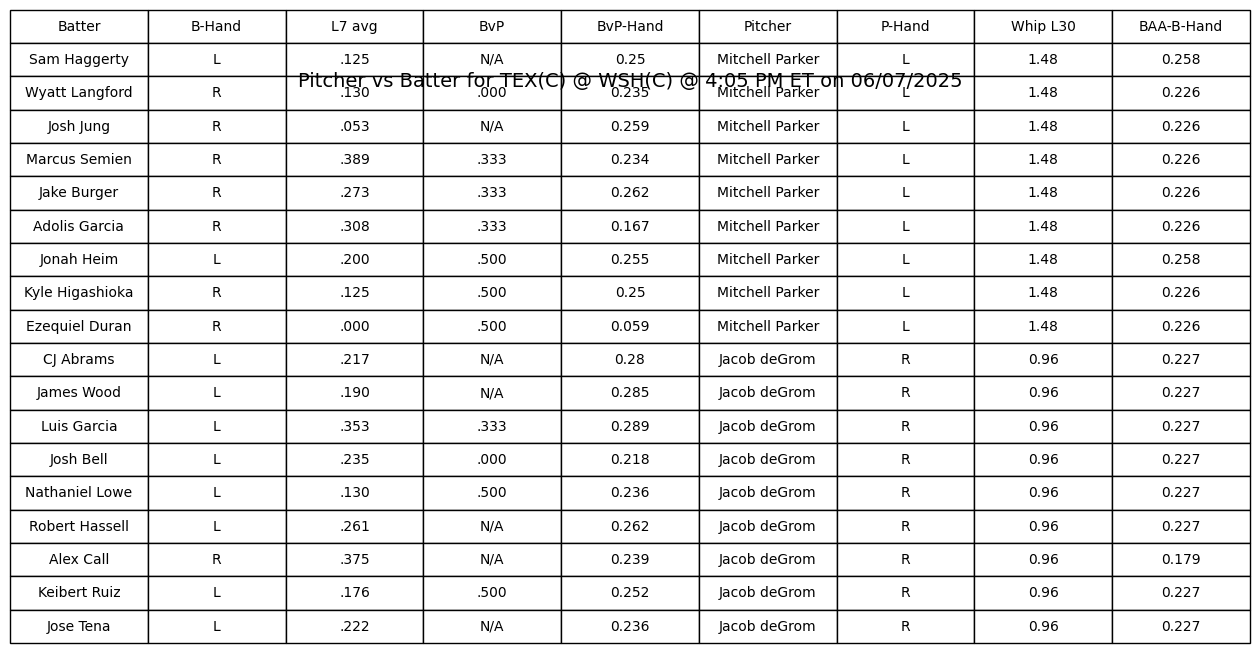 Batter B-Hand L7 avg BvP BvP-Hand Pitcher P-Hand Whip L30 BAA-B-Hand
Sam Haggerty L .125 N/A 0.25 Mitchell Parker L 1.48 0.258
Pitcher vs Batter for TEX(C) @ WSH(C) @ 4:05 PM ET on 06/07/2025
Wyatt Langford R .130 .000 0.235 Mitchell Parker L 1.48 0.226
Josh Jung R .053 N/A 0.259 Mitchell Parker L 1.48 0.226
Marcus Semien R .389 .333 0.234 Mitchell Parker L 1.48 0.226
Jake Burger R .273 .333 0.262 Mitchell Parker L 1.48 0.226
Adolis Garcia R .308 .333 0.167 Mitchell Parker L 1.48 0.226
Jonah Heim L .200 .500 0.255 Mitchell Parker L 1.48 0.258
Kyle Higashioka R .125 .500 0.25 Mitchell Parker L 1.48 0.226
Ezequiel Duran R .000 .500 0.059 Mitchell Parker L 1.48 0.226
CJ Abrams L .217 N/A 0.28 Jacob deGrom R 0.96 0.227
James Wood L .190 N/A 0.285 Jacob deGrom R 0.96 0.227
Luis Garcia L .353 .333 0.289 Jacob deGrom R 0.96 0.227
Josh Bell L .235 .000 0.218 Jacob deGrom R 0.96 0.227
Nathaniel Lowe L .130 .500 0.236 Jacob deGrom R 0.96 0.227
Robert Hassell L .261 N/A 0.262 Jacob deGrom R 0.96 0.227
Alex Call R .375 N/A 0.239 Jacob deGrom R 0.96 0.179
Keibert Ruiz L .176 .500 0.252 Jacob deGrom R 0.96 0.227
Jose Tena L .222 N/A 0.236 Jacob deGrom R 0.96 0.227